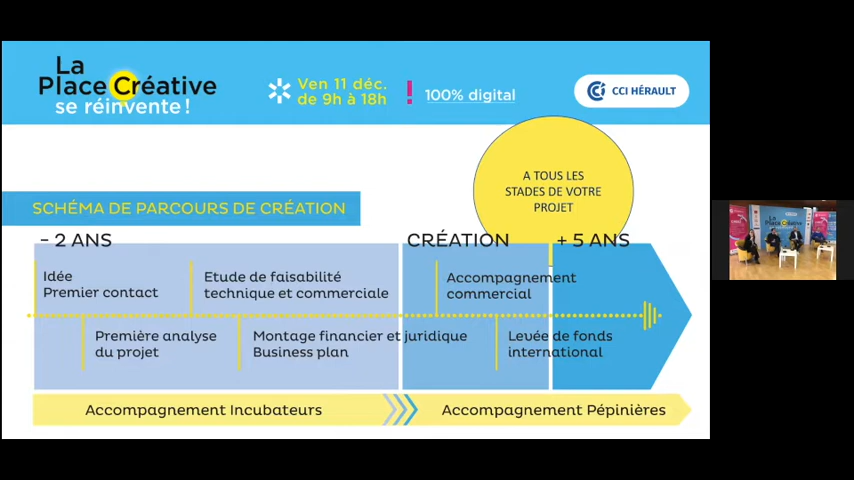 La
Place Créative
se réinvente !
Ven 11 déc.
de 9h à 18h
! 100% digital
CCI HÉRAULT
A TOUS LES
STADES DE VOTRE
PROJET
SCHÉMA DE PARCOURS DE CRÉATION
- 2 ANS
CRÉATION
+ 5 ANS
Idée
Premier contact
Etude de faisabilité
technique et commerciale
Accompagnement
commercial
Première analyse
du projet
Montage financier et juridique
Business plan
Levée de fonds
international
Accompagnement Incubateurs
Accompagnement Pépinières
La
Place Créative